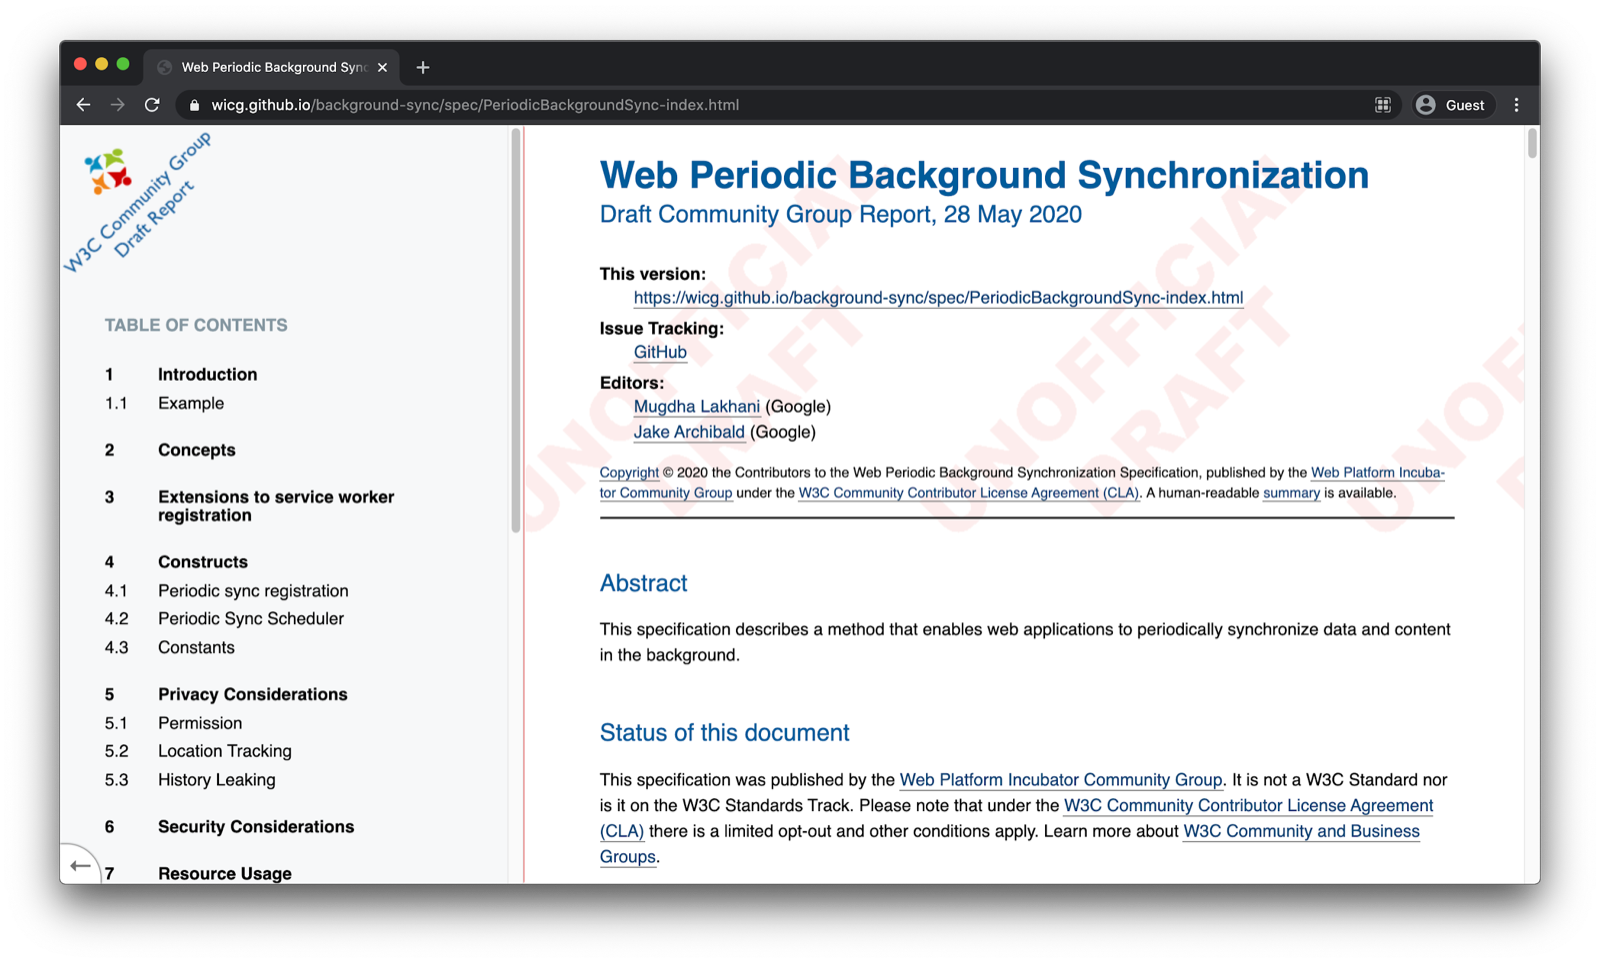 Web Periodic Background Sync
wicg.github.io/background-sync/spec/PeriodicBackgroundSync-index.html
Guest
W3C Community Group
Draft Report
TABLE OF CONTENTS
1 Introduction
1.1 Example
2 Concepts
3 Extensions to service worker
registration
4 Constructs
4.1 Periodic sync registration
4.2 Periodic Sync Scheduler
4.3 Constants
5 Privacy Considerations
5.1 Permission
5.2 Location Tracking
5.3 History Leaking
6 Security Considerations
7 Resource Usage
Web Periodic Background Synchronization
Draft Community Group Report, 28 May 2020
This version:
https://wicg.github.io/background-sync/spec/PeriodicBackgroundSync-index.html
Issue Tracking:
GitHub
Editors:
Mugdha Lakhani (Google)
Jake Archibald (Google)
Copyright © 2020 the Contributors to the Web Periodic Background Synchronization Specification, published by the Web Platform Incuba-
tor Community Group under the W3C Community Contributor License Agreement (CLA). A human-readable summary is available.
Abstract
This specification describes a method that enables web applications to periodically synchronize data and content
in the background.
Status of this document
This specification was published by the Web Platform Incubator Community Group. It is not a W3C Standard nor
is it on the W3C Standards Track. Please note that under the W3C Community Contributor License Agreement
(CLA) there is a limited opt-out and other conditions apply. Learn more about W3C Community and Business
Groups.
UNOFFICIAL
DRAFT
UNOFFICIAL
DRAFT
UNOF
D